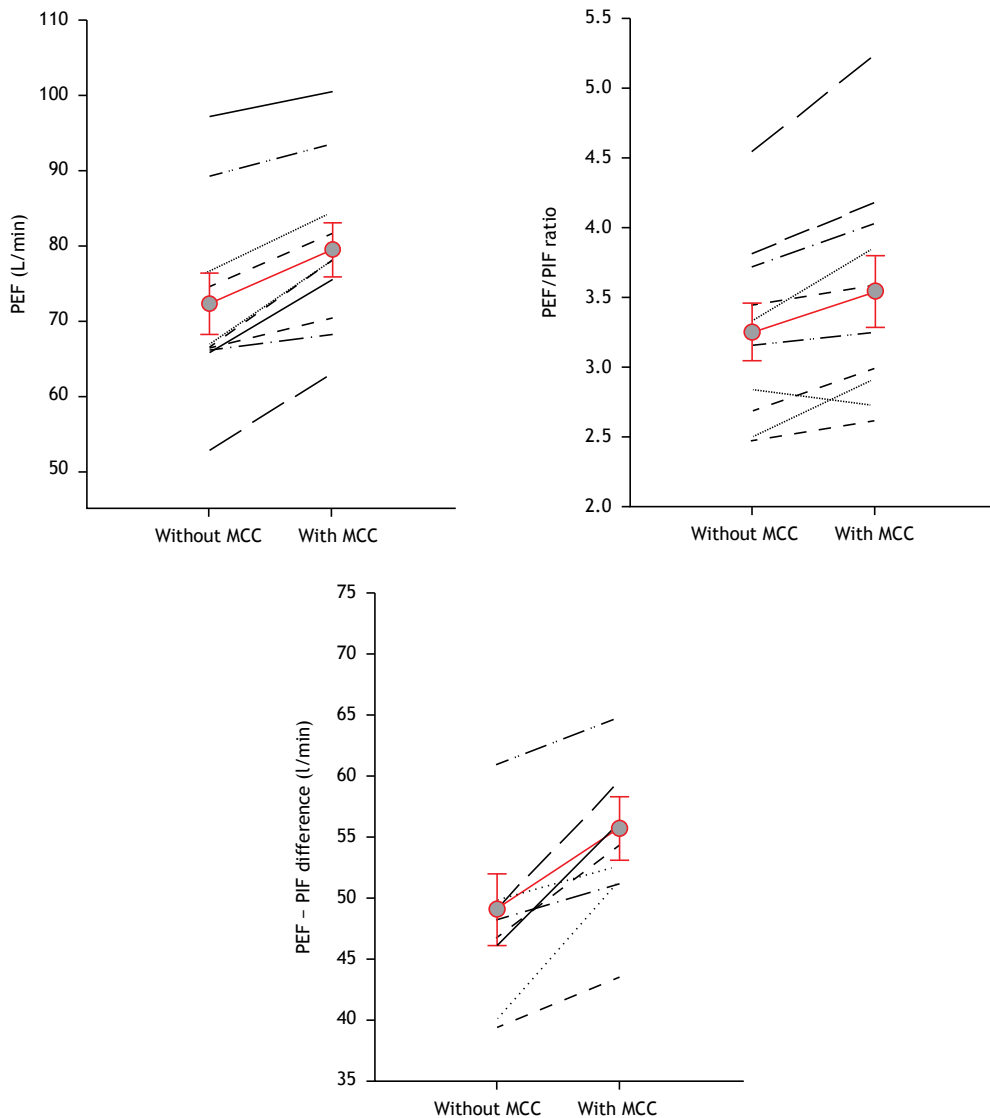 PEF (L/min)
110
100
90
80
70
60
50
Without MCC
With MCC
PEF/PIF ratio
5.5
5.0
4.5
4.0
3.5
3.0
2.5
2.0
Without MCC
With MCC
PEF – PIF difference (l/min)
75
70
65
60
55
50
45
40
35
Without MCC
With MCC